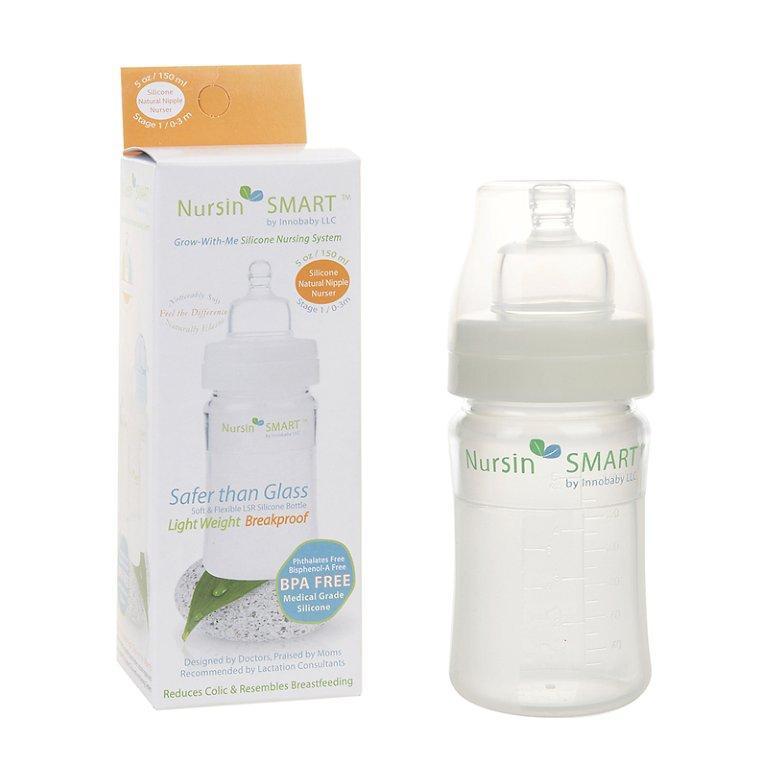 5 oz / 150 ml
Silicone
Natural Nipple
Nurser
Stage 1 / 0-3 m
Nursin SMART™
by Innobaby LLC
Grow-With-Me Silicone Nursing System
5 oz / 150 ml
Silicone
Natural Nipple
Nurser
Stage 1 / 0-3m
Noticeably Soft
Feel the Difference
Naturally
Nursin SMART
by Innobaby LLC
Safer than Glass
Soft & Flexible LSR Silicone Bottle
Light Weight Breakproof
Phthalates Free
Bisphenol-A Free
BPA FREE
Medical Grade
Silicone
Designed by Doctors, Praised by Moms
Recommended by Lactation Consultants
Reduces Colic & Resembles Breastfeeding
Nursin SMART
by Innobaby LLC